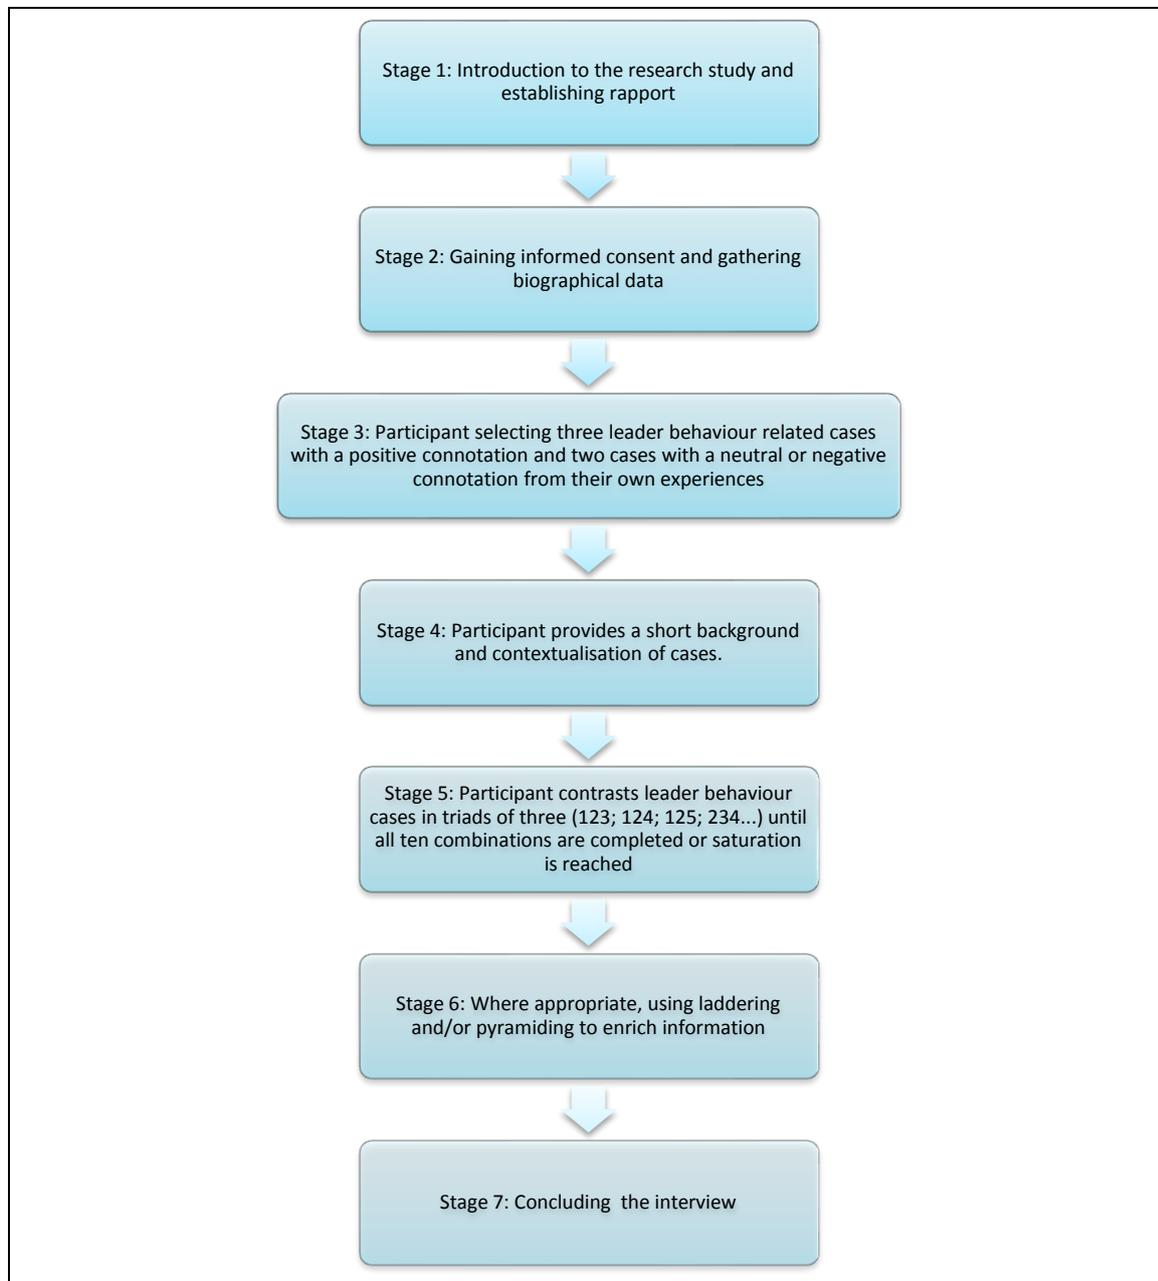 Stage 1: Introduction to the research study and
establishing rapport
Stage 2: Gaining informed consent and gathering
biographical data
Stage 3: Participant selecting three leader behaviour related cases
with a positive connotation and two cases with a neutral or negative
connotation from their own experiences
Stage 4: Participant provides a short background
and contextualisation of cases.
Stage 5: Participant contrasts leader behaviour
cases in triads of three (123; 124; 125; 234...) until
all ten combinations are completed or saturation
is reached
Stage 6: Where appropriate, using laddering
and/or pyramiding to enrich information
Stage 7: Concluding  the interview